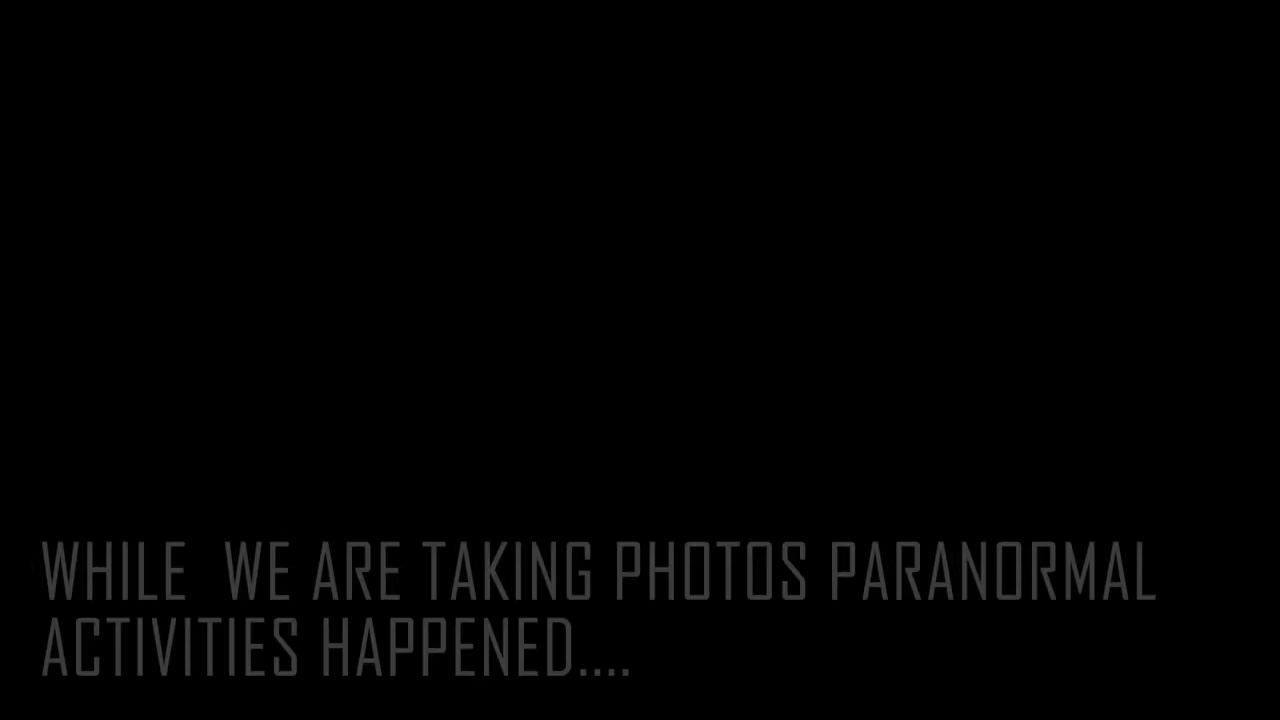 WHILE  WE ARE TAKING PHOTOS PARANORMAL
ACTIVITIES HAPPENED....